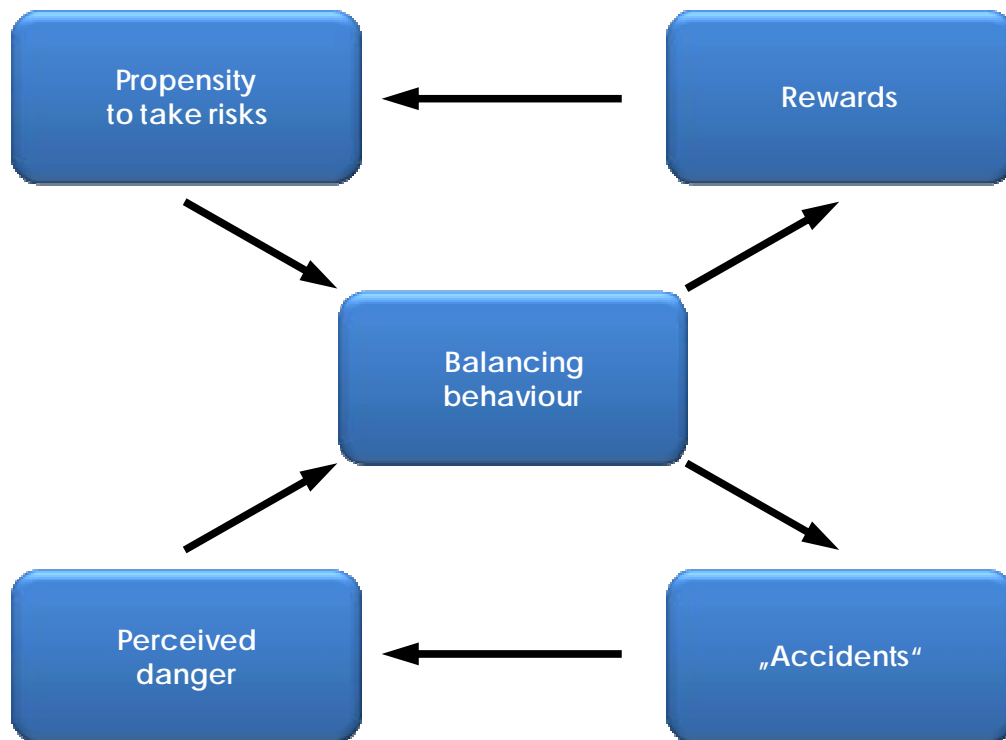 Propensity
to take risks
Rewards
Balancing
behaviour
Perceived
danger
„Accidents“